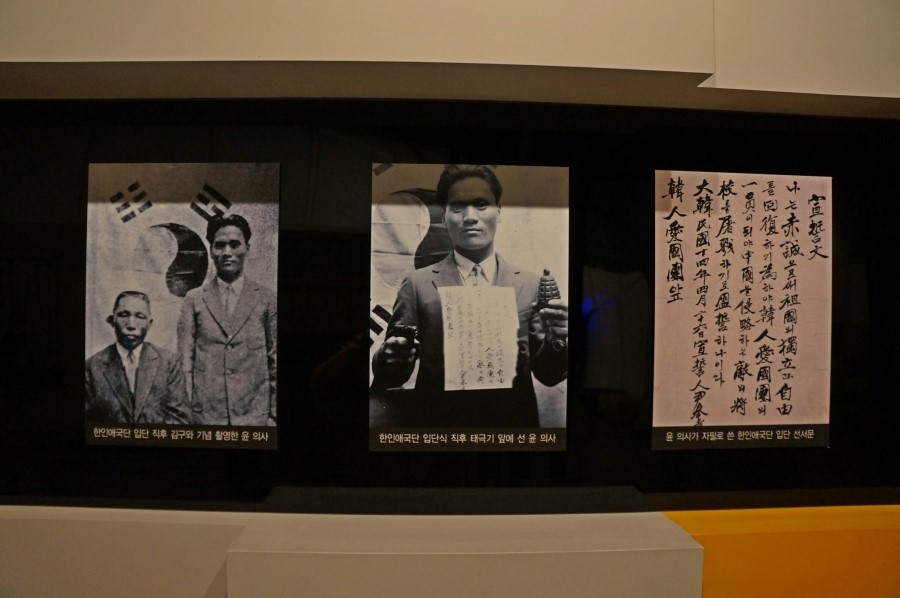 한인애국단 입단 직후 김구와 기념 촬영한 윤 의사
한인애국단 입단식 직후 태극기 앞에 선 윤 의사
宣誓文
나는 赤誠으로써 祖國의 獨立과 自由
를 回復하기 爲하야 韓人愛國團의
一員이 되야 中國을 侵略하는 敵의 將
校를 屠戮하기로 盟誓하나이다
大韓民國十四年四月二十六日 宣誓人 尹奉
韓人愛國團앞
윤 의사가 자필로 쓴 한인애국단 입단 선서문